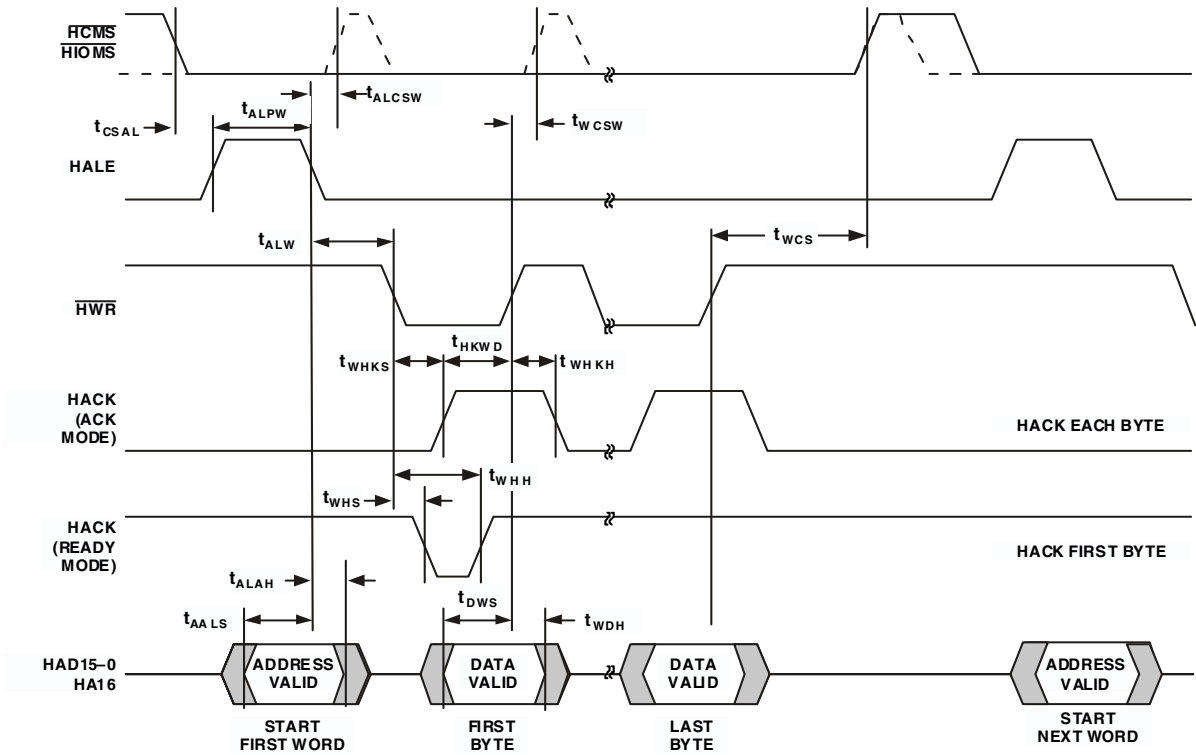 HCMS
HIOMS
tALCSW
tALPW
tCSAL
tWCSW
HALE
tALW
tWCS
HWR
tHKWD
tWHKS
tWHKH
HACK
(ACK
MODE)
HACK EACH BYTE
tWHH
tWHS
HACK
(READY
MODE)
HACK FIRST BYTE
tALAH
tDWS
tAALS
tWDH
HAD15–0
HA16
ADDRESS
VALID
DATA
VALID
DATA
VALID
ADDRESS
VALID
START
FIRST WORD
FIRST
BYTE
LAST
BYTE
START
NEXT WORD